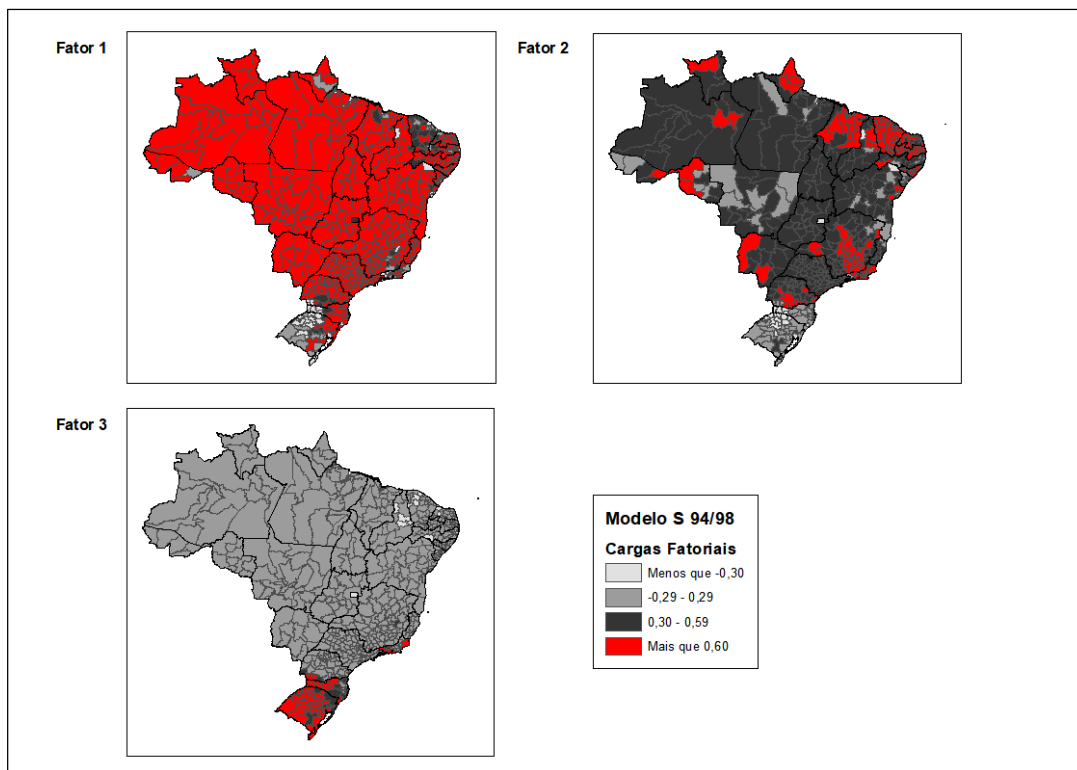 Fator 1
Fator 2
Fator 3
Modelo S 94/98
Cargas Fatoriais
Menos que -0,30
-0,29 - 0,29
0,30 - 0,59
Mais que 0,60